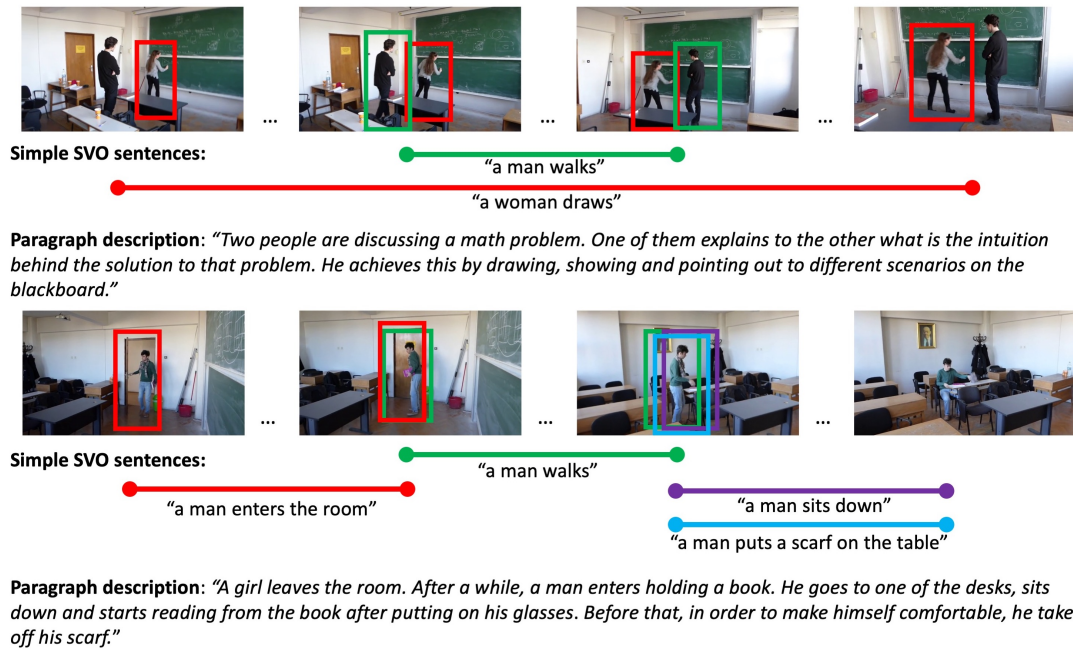 ...
...
...
Simple SVO sentences:
“a man walks”
“a woman draws”
Paragraph description: “Two people are discussing a math problem. One of them explains to the other what is the intuition
behind the solution to that problem. He achieves this by drawing, showing and pointing out to different scenarios on the
blackboard.”
...
...
...
Simple SVO sentences:
“a man walks”
“a man enters the room”
“a man sits down”
“a man puts a scarf on the table”
Paragraph description: “A girl leaves the room. After a while, a man enters holding a book. He goes to one of the desks, sits
down and starts reading from the book after putting on his glasses. Before that, in order to make himself comfortable, he take
off his scarf.”